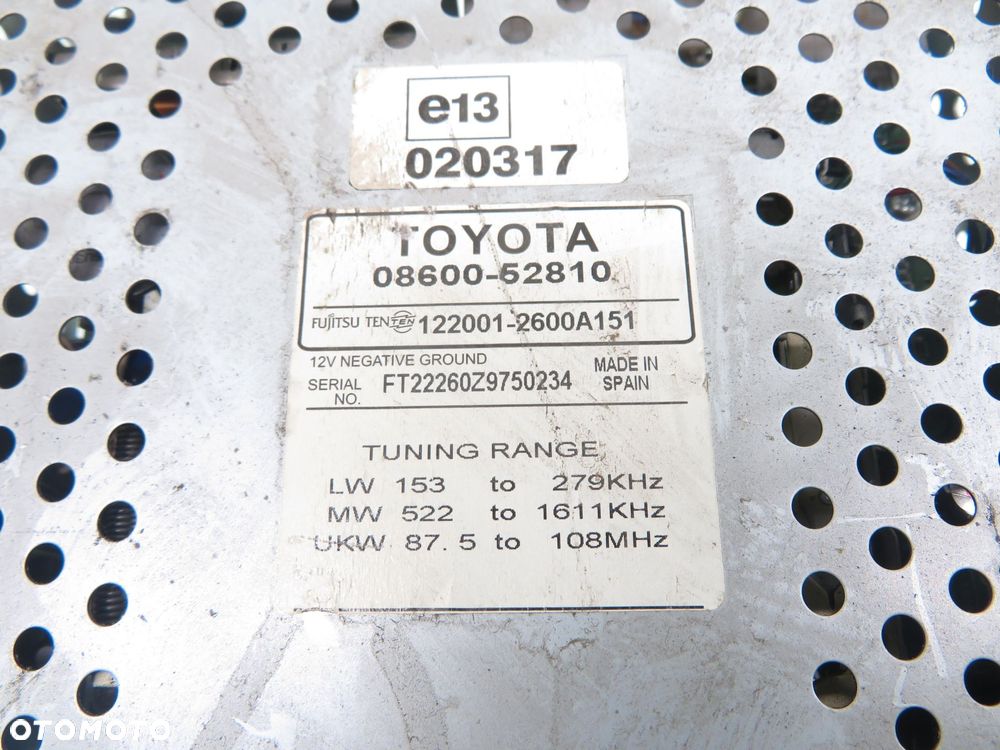 e13
020317
TOYOTA
08600-52810
FUJITSU TEN TEN 122001-2600A151
12V NEGATIVE GROUND
SERIAL NO. FT22260Z9750234 MADE IN SPAIN
TUNING RANGE
LW 153 to 279KHz
MW 522 to 1611KHz
UKW 87.5 to 108MHz
OTOMOTO